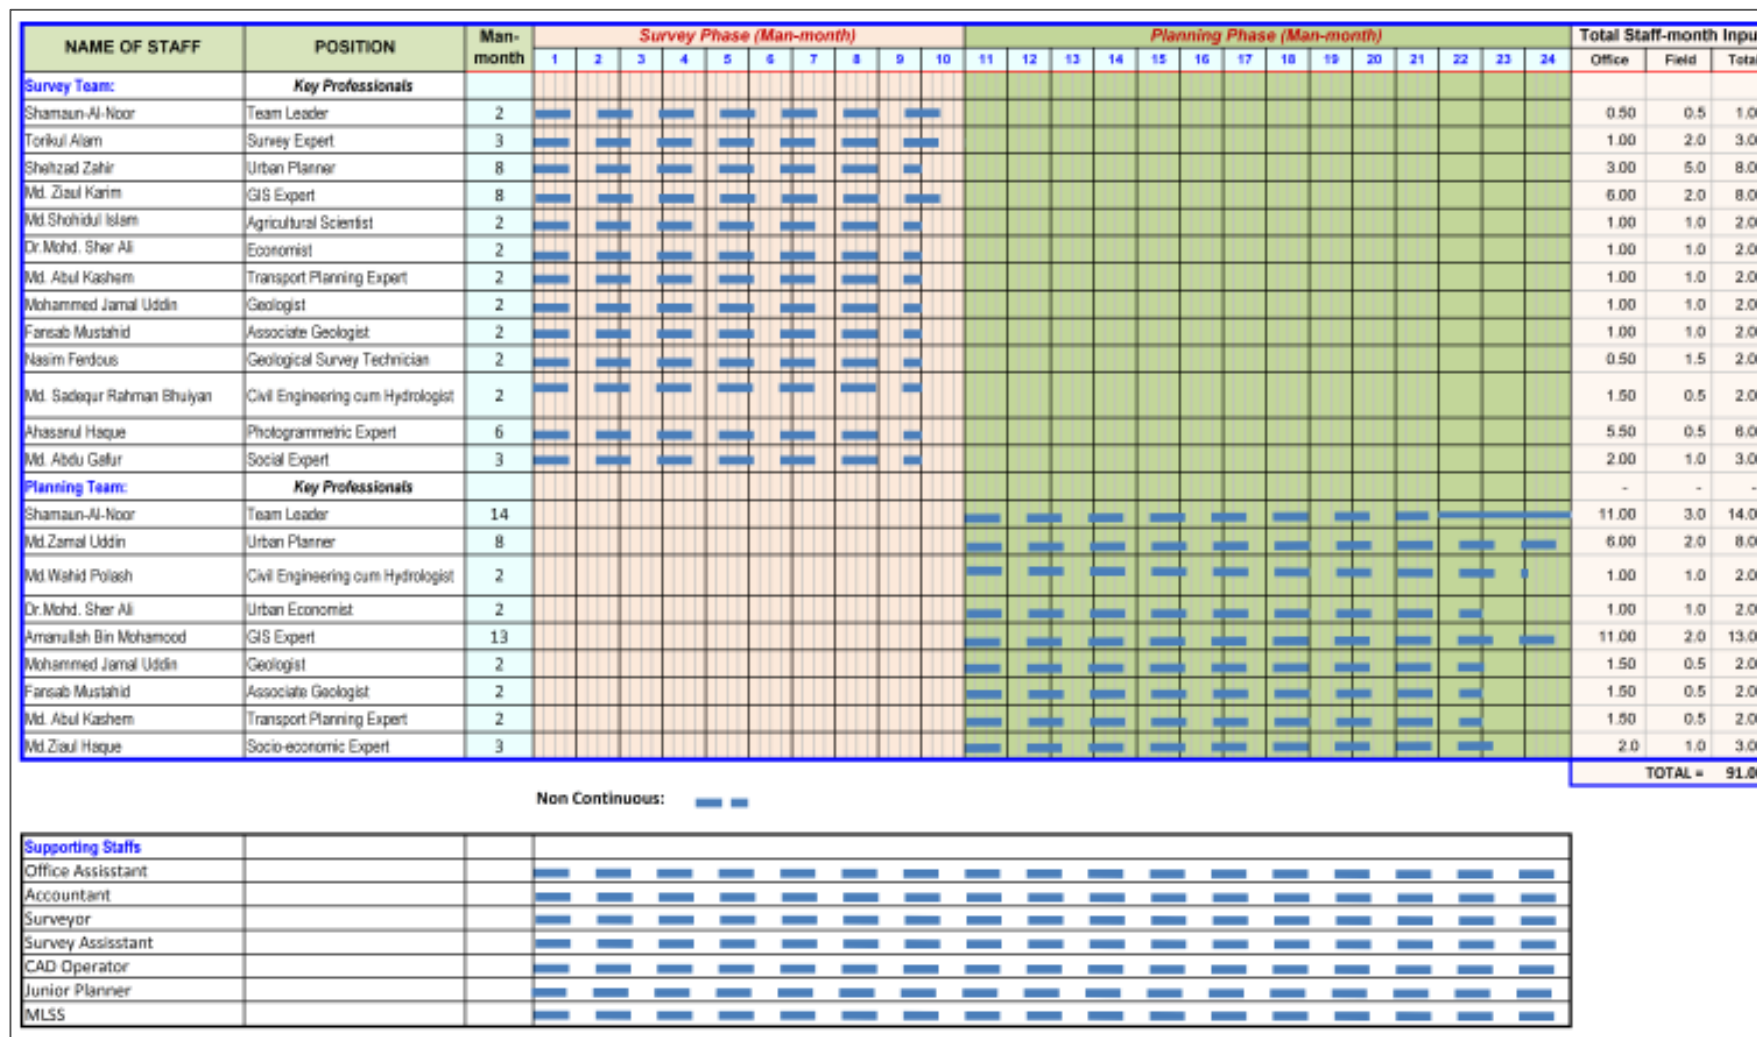 NAME OF STAFF POSITION Man-month Survey Phase (Man-month) Planning Phase (Man-month) Total Staff-month Inpu
1 2 3 4 5 6 7 8 9 10 11 12 13 14 15 16 17 18 19 20 21 22 23 24 Office Field Total
Survey Team: Key Professionals
Shamaun-Al-Noor Team Leader 2 0.50 0.5 1.0
Torikul Alam Survey Expert 3 1.00 2.0 3.0
Shehzad Zahir Urban Planner 8 3.00 5.0 8.0
Md. Ziaul Karim GIS Expert 8 6.00 2.0 8.0
Md.Shohidul Islam Agricultural Scientist 2 1.00 1.0 2.0
Dr.Mohd. Sher Ali Economist 2 1.00 1.0 2.0
Md. Abul Kashem Transport Planning Expert 2 1.00 1.0 2.0
Mohammed Jamal Uddin Geologist 2 1.00 1.0 2.0
Fansab Mustahid Associate Geologist 2 1.00 1.0 2.0
Nasim Ferdous Geological Survey Technician 2 0.50 1.5 2.0
Md. Sadequr Rahman Bhuiyan Civil Engineering cum Hydrologist 2 1.50 0.5 2.0
Ahasanul Haque Photogrammetric Expert 6 5.50 0.5 6.0
Md. Abdu Gafur Social Expert 3 2.00 1.0 3.0
Planning Team: Key Professionals - - -
Shamaun-Al-Noor Team Leader 14 11.00 3.0 14.0
Md.Zamal Uddin Urban Planner 8 6.00 2.0 8.0
Md.Wahid Polash Civil Engineering cum Hydrologist 2 1.00 1.0 2.0
Dr.Mohd. Sher Ali Urban Economist 2 1.00 1.0 2.0
Amanullah Bin Mohamood GIS Expert 13 11.00 2.0 13.0
Mohammed Jamal Uddin Geologist 2 1.50 0.5 2.0
Fansab Mustahid Associate Geologist 2 1.50 0.5 2.0
Md. Abul Kashem Transport Planning Expert 2 1.50 0.5 2.0
Md.Ziaul Haque Socio-economic Expert 3 2.0 1.0 3.0
TOTAL = 91.0
Non Continuous:
Supporting Staffs
Office Assisstant
Accountant
Surveyor
Survey Assisstant
CAD Operator
Junior Planner
MLSS